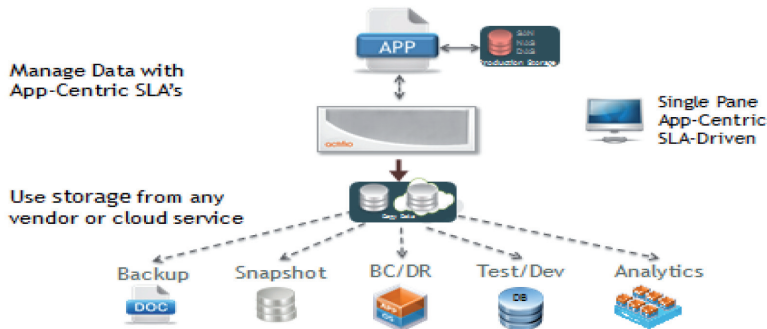 APP
SAN
NAS
DAS
Production Storage
Manage Data with
App-Centric SLA's
actifio
Single Pane
App-Centric
SLA-Driven
Use storage from any
vendor or cloud service
Copy Data
Backup
Snapshot
BC/DR
Test/Dev
Analytics
DOC
APP
OS
DB